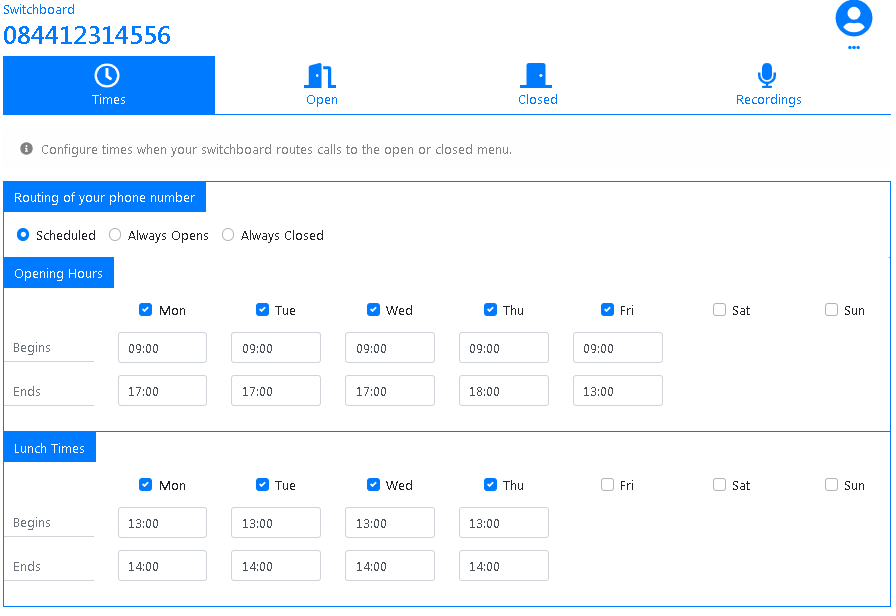 Switchboard
084412314556
Times Open Closed Recordings
Configure times when your switchboard routes calls to the open or closed menu.
Routing of your phone number
Scheduled Always Opens Always Closed
Opening Hours
Mon Tue Wed Thu Fri Sat Sun
Begins 09:00 09:00 09:00 09:00 09:00
Ends 17:00 17:00 17:00 18:00 13:00
Lunch Times
Mon Tue Wed Thu Fri Sat Sun
Begins 13:00 13:00 13:00 13:00
Ends 14:00 14:00 14:00 14:00